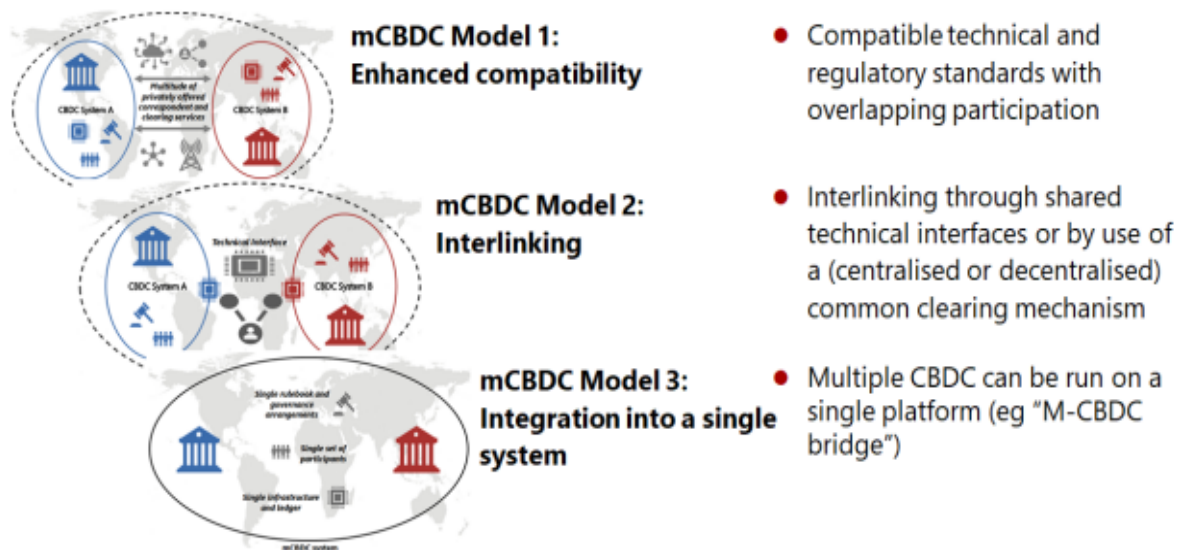 mCBDC Model 1:
Enhanced compatibility
Multitude of
privately offered
correspondent and
clearing services
CBDC System A
CBDC System B
● Compatible technical and
regulatory standards with
overlapping participation
mCBDC Model 2:
Interlinking
Technical Interface
CBDC System A
CBDC System B
● Interlinking through shared
technical interfaces or by use of
a (centralised or decentralised)
common clearing mechanism
mCBDC Model 3:
Integration into a single
system
Single rulebook and
governance
arrangements
Single set of
participants
Single infrastructure
and ledger
mCBDC system
● Multiple CBDC can be run on a
single platform (eg “M-CBDC
bridge”)